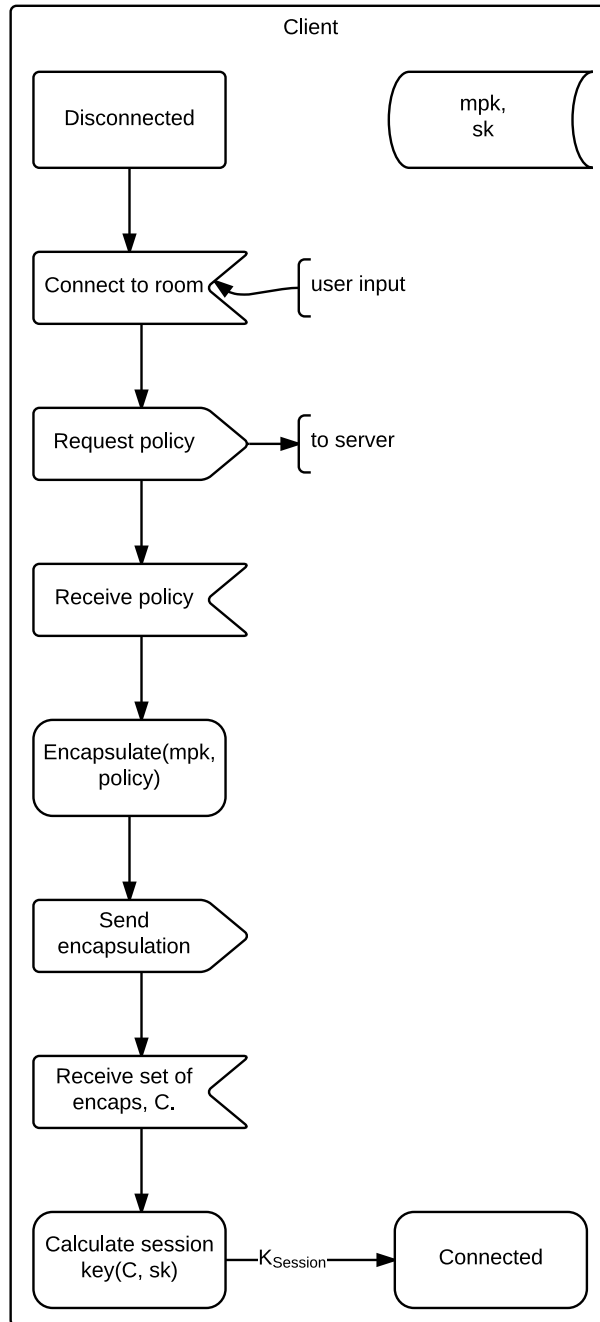 Client
Disconnected
mpk,
sk
Connect to room
user input
Request policy
to server
Receive policy
Encapsulate(mpk,
policy)
Send
encapsulation
Receive set of
encaps, C.
Calculate session
key(C, sk)
K_Session
Connected